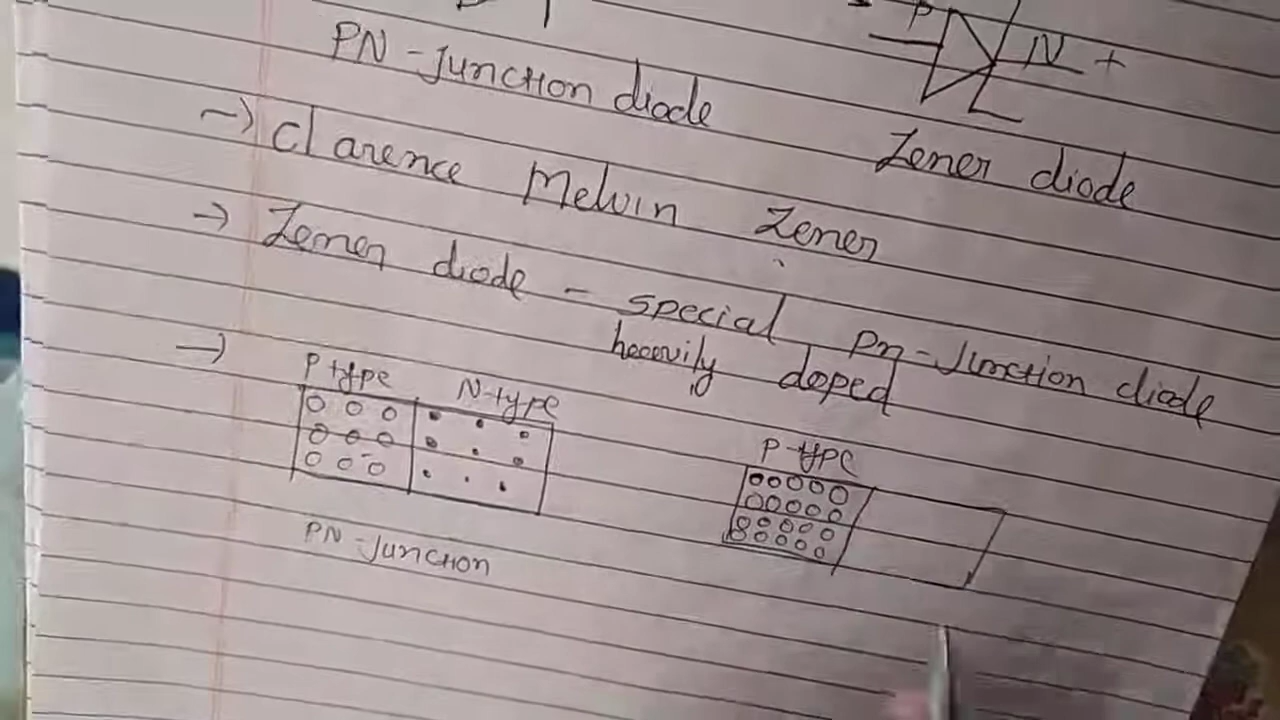 P N +
PN-Junction diode
Zener diode
→ Clarence Melvin Zener
→ Zener diode - special pn-Junction diode
heavily doped
→
P type N-type
P-type
PN-Junction